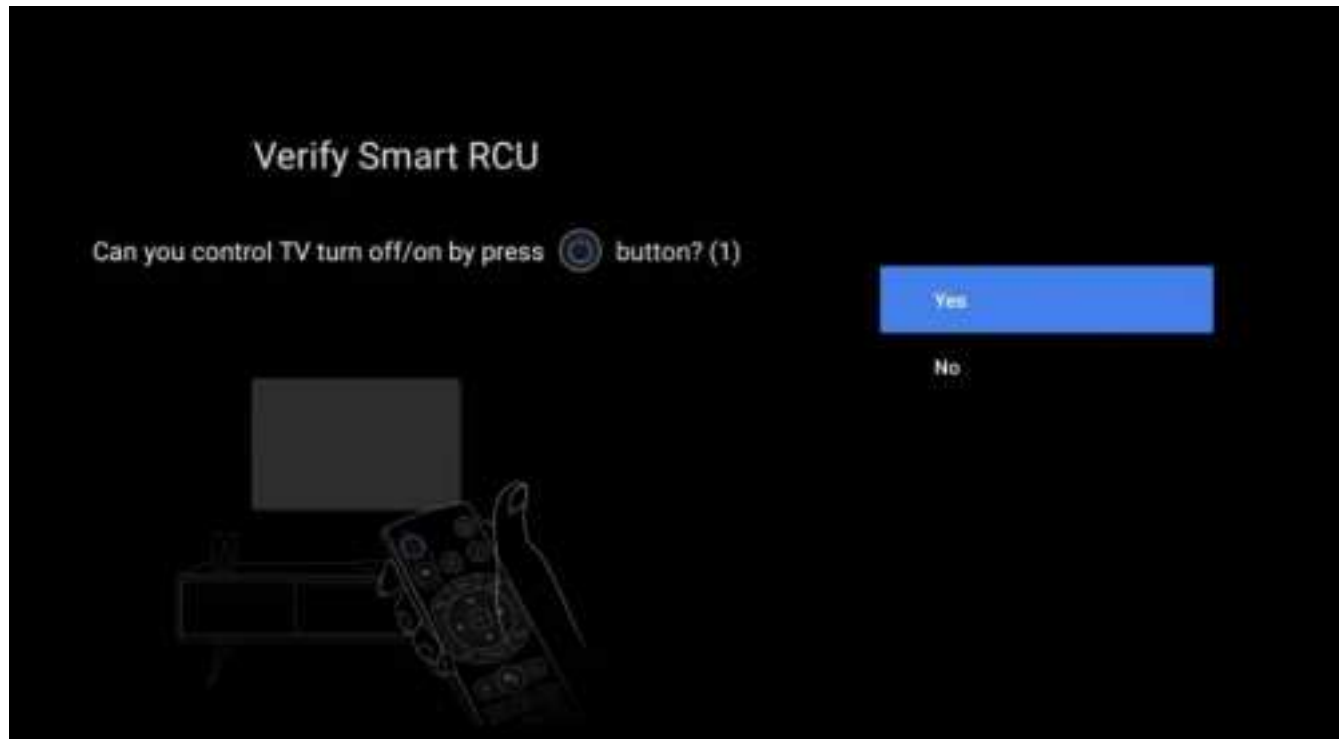 Verify Smart RCU
Can you control TV turn off/on by press button? (1)
Yes
No